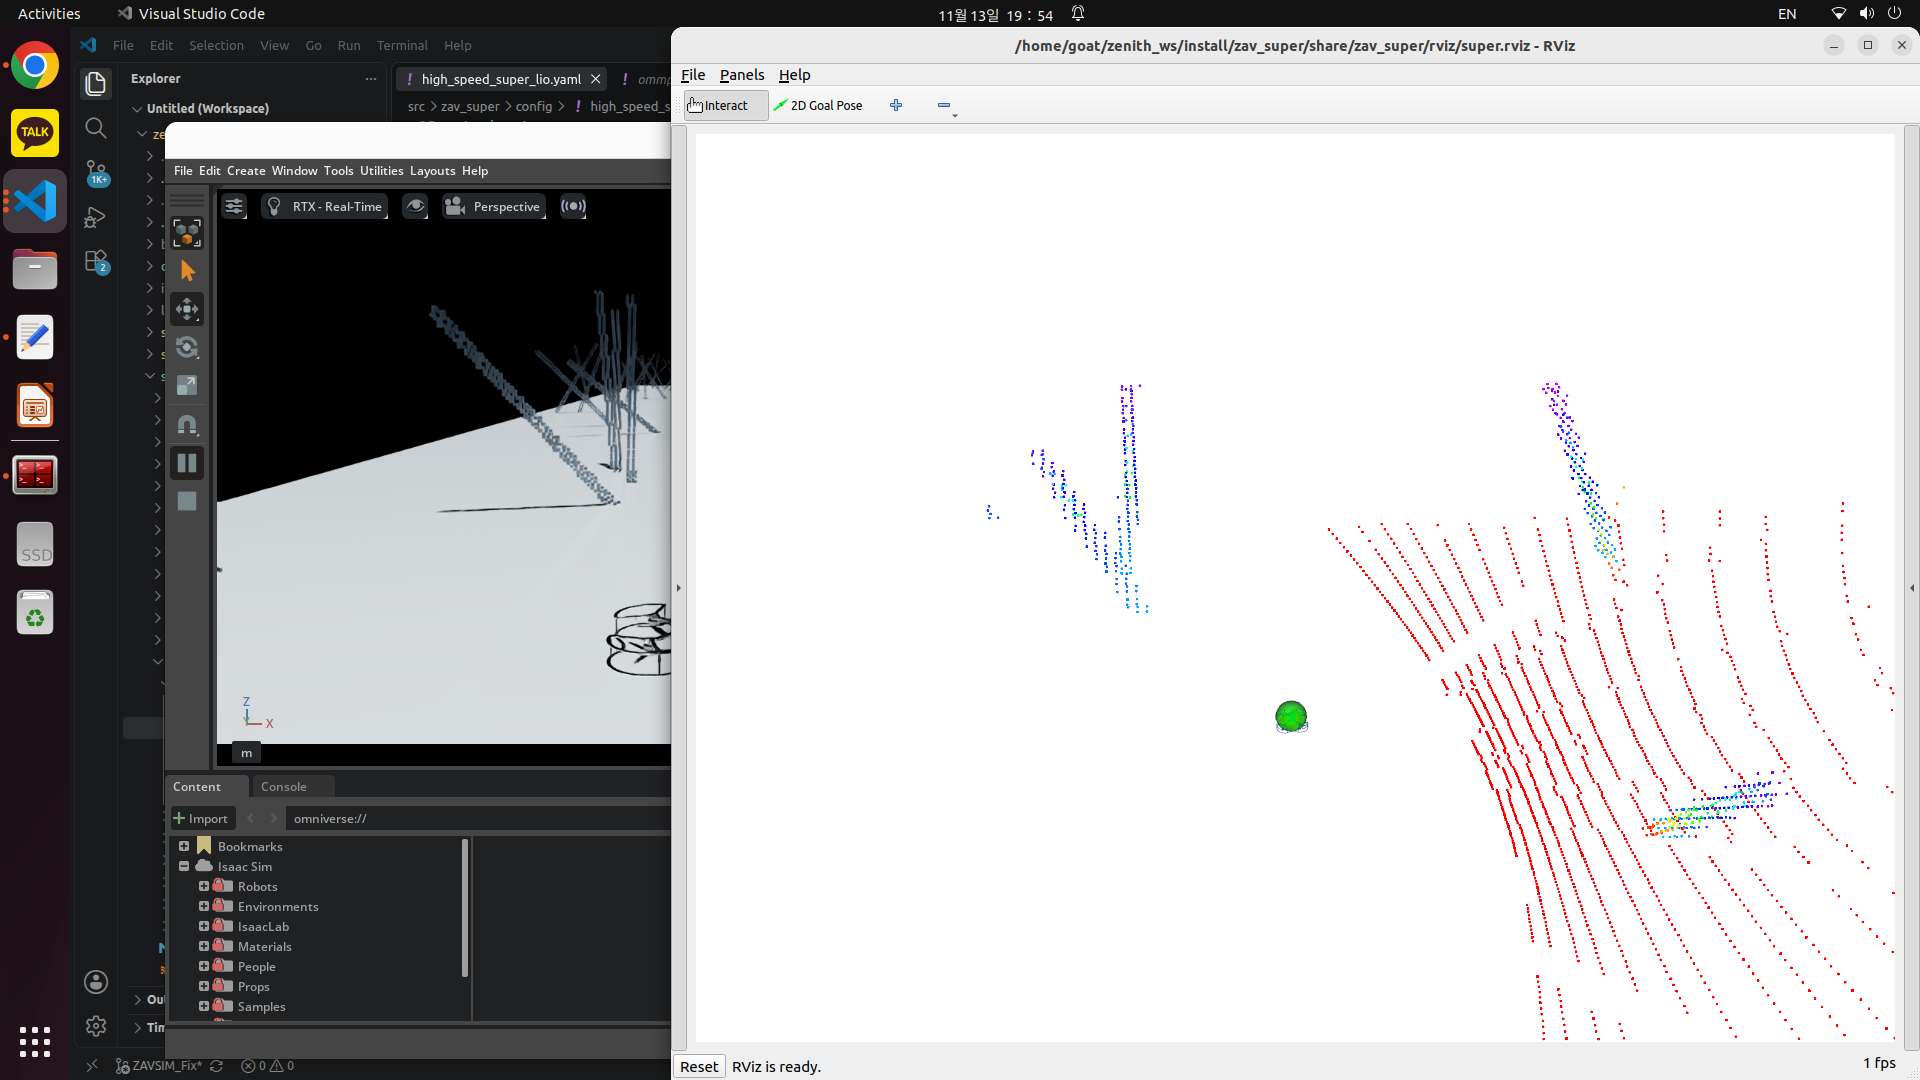 Activities
Visual Studio Code
11월 13일 19 : 54
EN
File Edit Selection View Go Run Terminal Help
/home/goat/zenith_ws/install/zav_super/share/zav_super/rviz/super.rviz - RViz
Explorer
high_speed_super_lio.yaml
File Panels Help
Untitled (Workspace)
src > zav_super > config > ! high_speed_s
Interact
2D Goal Pose
TALK
1K+
2
SSD
File Edit Create Window Tools Utilities Layouts Help
RTX - Real-Time
Perspective
Z
X
m
Content
Console
Import
omniverse://
Bookmarks
Isaac Sim
Robots
Environments
IsaacLab
Materials
People
Props
Samples
Ou
Tim
ZAVSIM_Fix*
0
0
Reset
RViz is ready.
1 fps